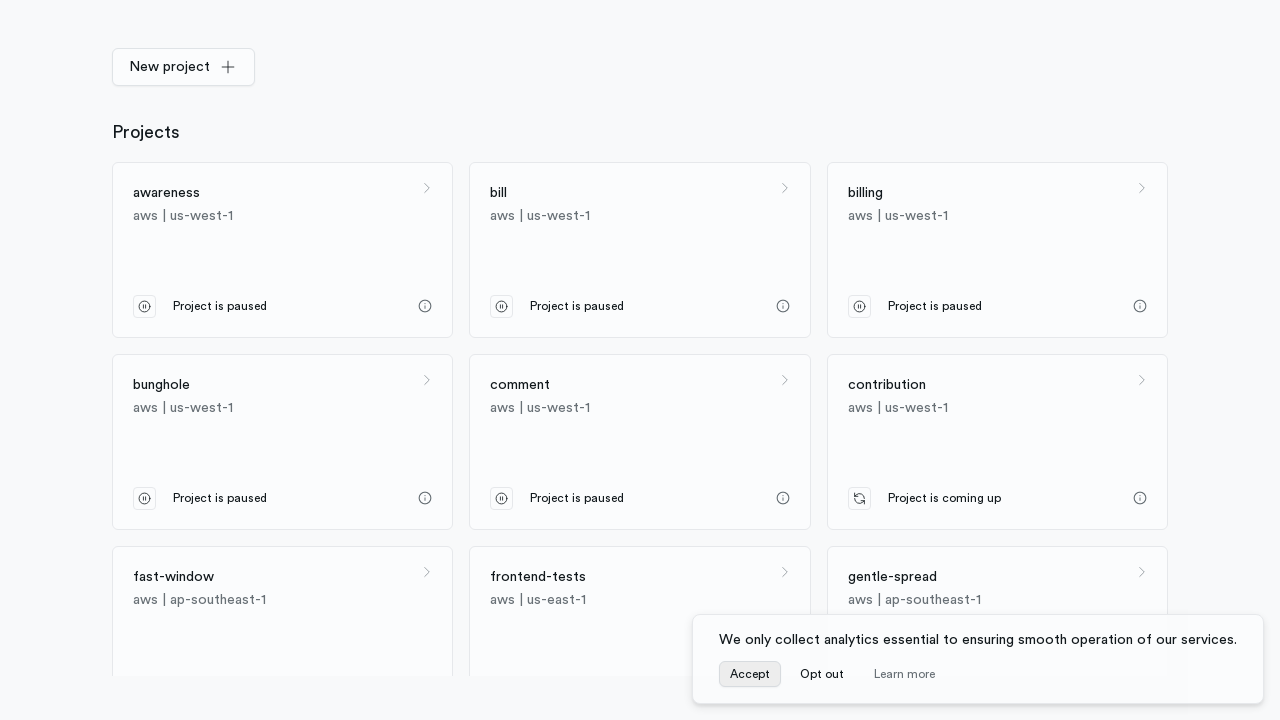 New project
Projects
awareness
aws | us-west-1
Project is paused
bill
aws | us-west-1
Project is paused
billing
aws | us-west-1
Project is paused
bunghole
aws | us-west-1
Project is paused
comment
aws | us-west-1
Project is paused
contribution
aws | us-west-1
Project is coming up
fast-window
aws | ap-southeast-1
frontend-tests
aws | us-east-1
gentle-spread
aws | ap-southeast-1
We only collect analytics essential to ensuring smooth operation of our services.
Accept Opt out Learn more